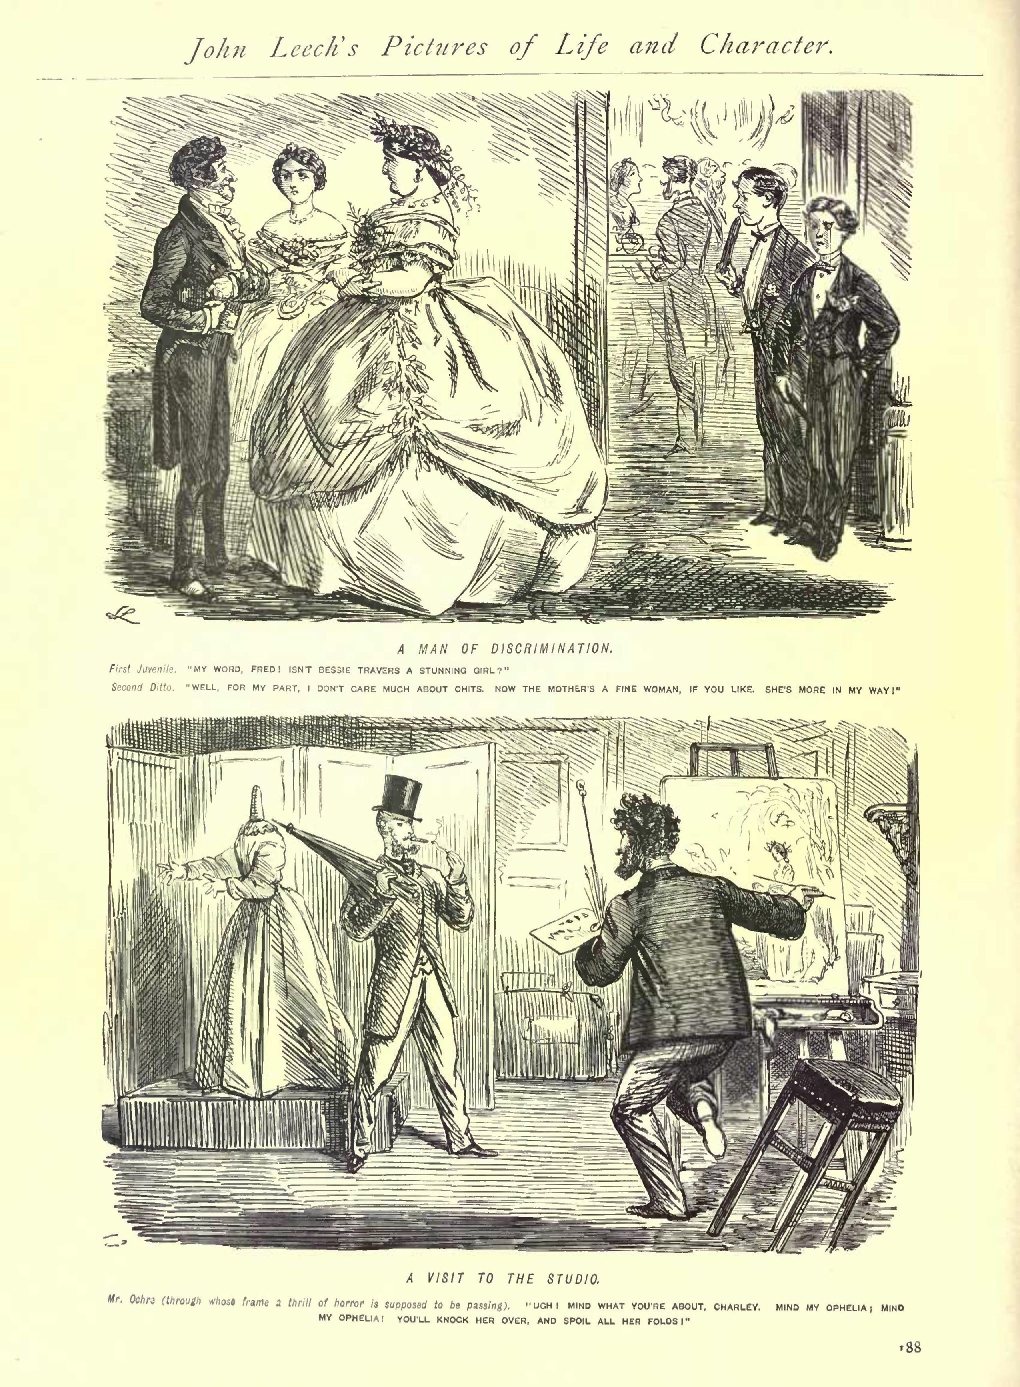 John Leech's Pictures of Life and Character.
A MAN OF DISCRIMINATION.
First Juvenile. "MY WORD, FRED! ISN'T BESSIE TRAVERS A STUNNING GIRL?"
Second Ditto. "WELL, FOR MY PART, I DON'T CARE MUCH ABOUT CHITS. NOW THE MOTHER'S A FINE WOMAN, IF YOU LIKE. SHE'S MORE IN MY WAY!"
A VISIT TO THE STUDIO.
Mr. Ochre (through whose frame a thrill of horror is supposed to be passing). "UGH! MIND WHAT YOU'RE ABOUT, CHARLEY. MIND MY OPHELIA; MIND
MY OPHELIA! YOU'LL KNOCK HER OVER, AND SPOIL ALL HER FOLDS!"
188